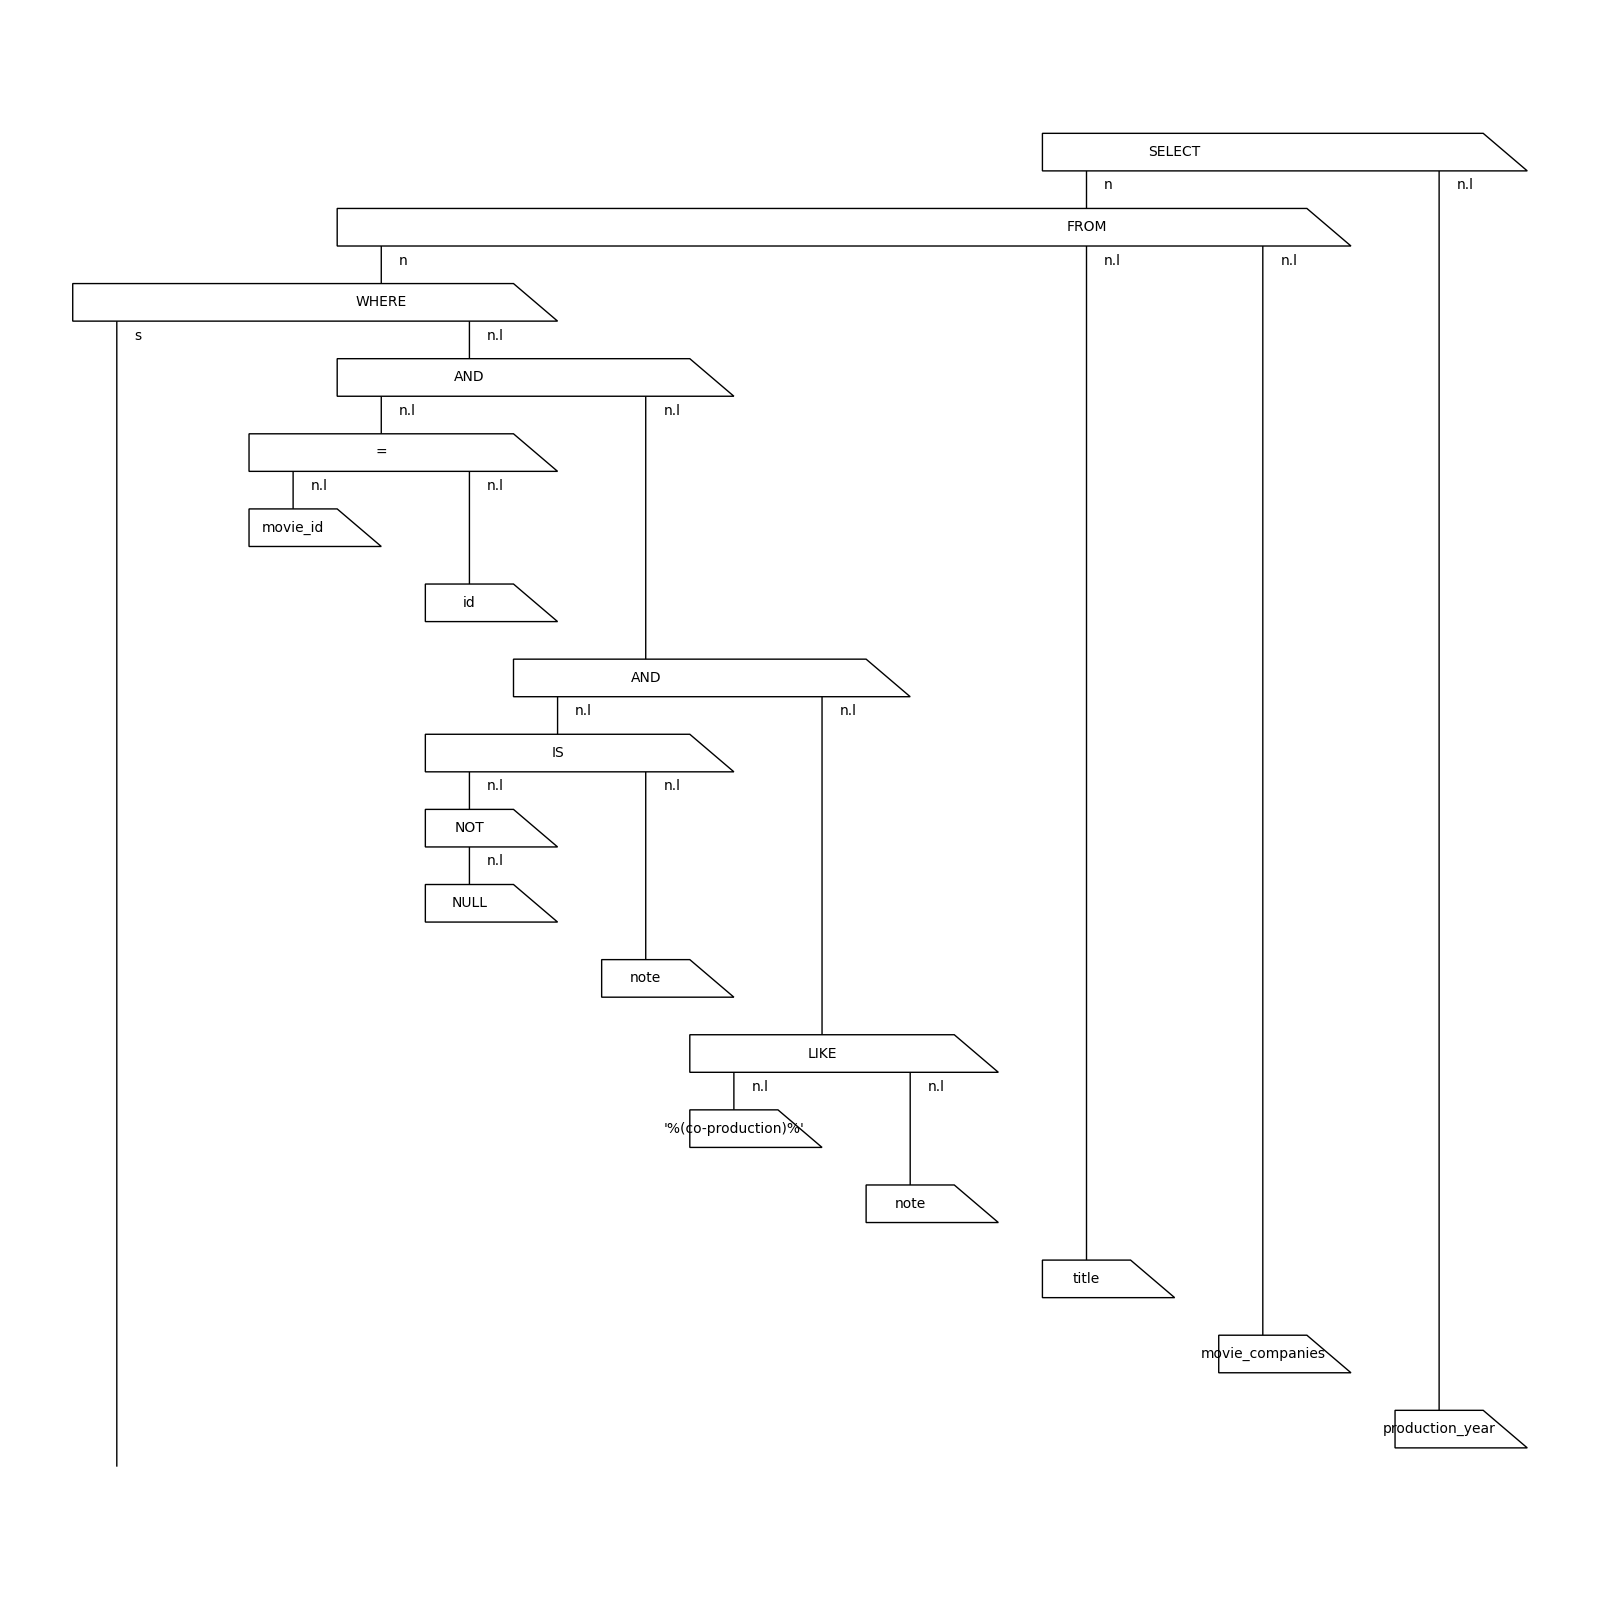 SELECT
n n.l
FROM
n n.l n.l
WHERE
s n.l
AND
n.l n.l
=
n.l n.l
movie_id
id
AND
n.l n.l
IS
n.l n.l
NOT
n.l
NULL
note
LIKE
n.l n.l
'%(co-production)%'
note
title
movie_companies
production_year